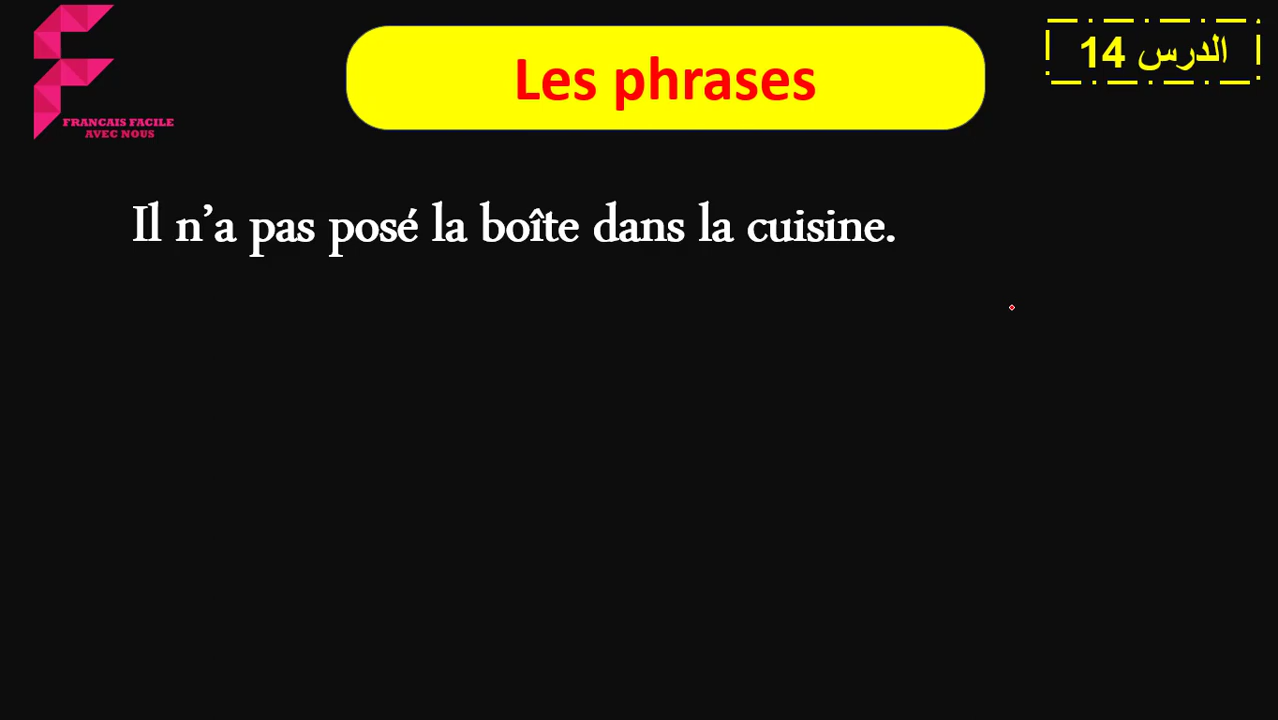 Les phrases
الدرس 14
FRANCAIS FACILE
AVEC NOUS
Il n’a pas posé la boîte dans la cuisine.